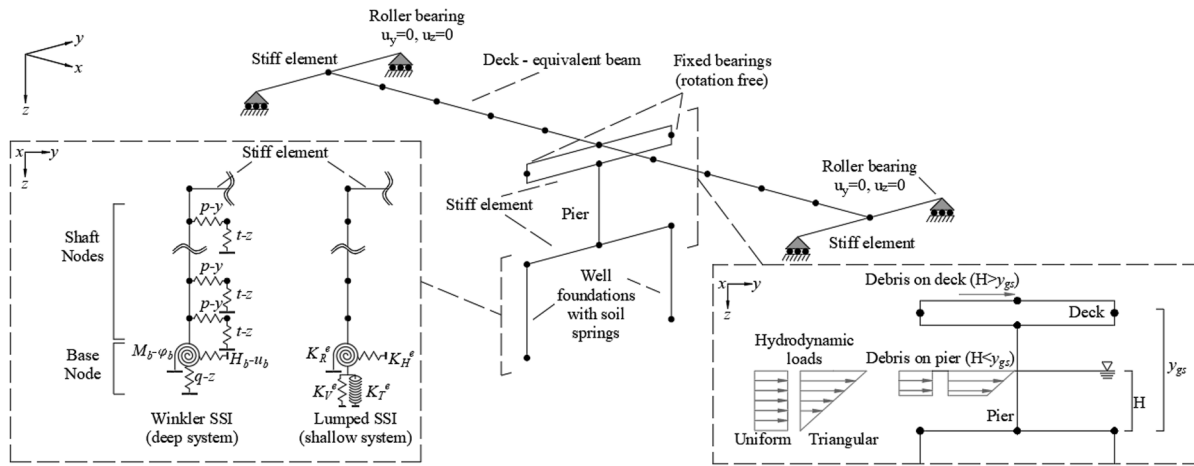 Roller bearing
u_y=0, u_z=0
Stiff element
Deck - equivalent beam
Fixed bearings
(rotation free)
y
x
z
Roller bearing
u_y=0, u_z=0
Stiff element
Stiff element
Pier
Well
foundations
with soil
springs
x
y
z
Stiff element
Shaft
Nodes
p-y
t-z
p-y
t-z
p-y
t-z
Base
Node
M_b-φ_b
H_b-u_b
q-z
K_R^e
K_H^e
K_V^e
K_T^e
Winkler SSI
(deep system)
Lumped SSI
(shallow system)
x
y
z
Debris on deck (H>y_gs)
Deck
Hydrodynamic
loads
Debris on pier (H<y_gs)
y_gs
H
Pier
Uniform
Triangular